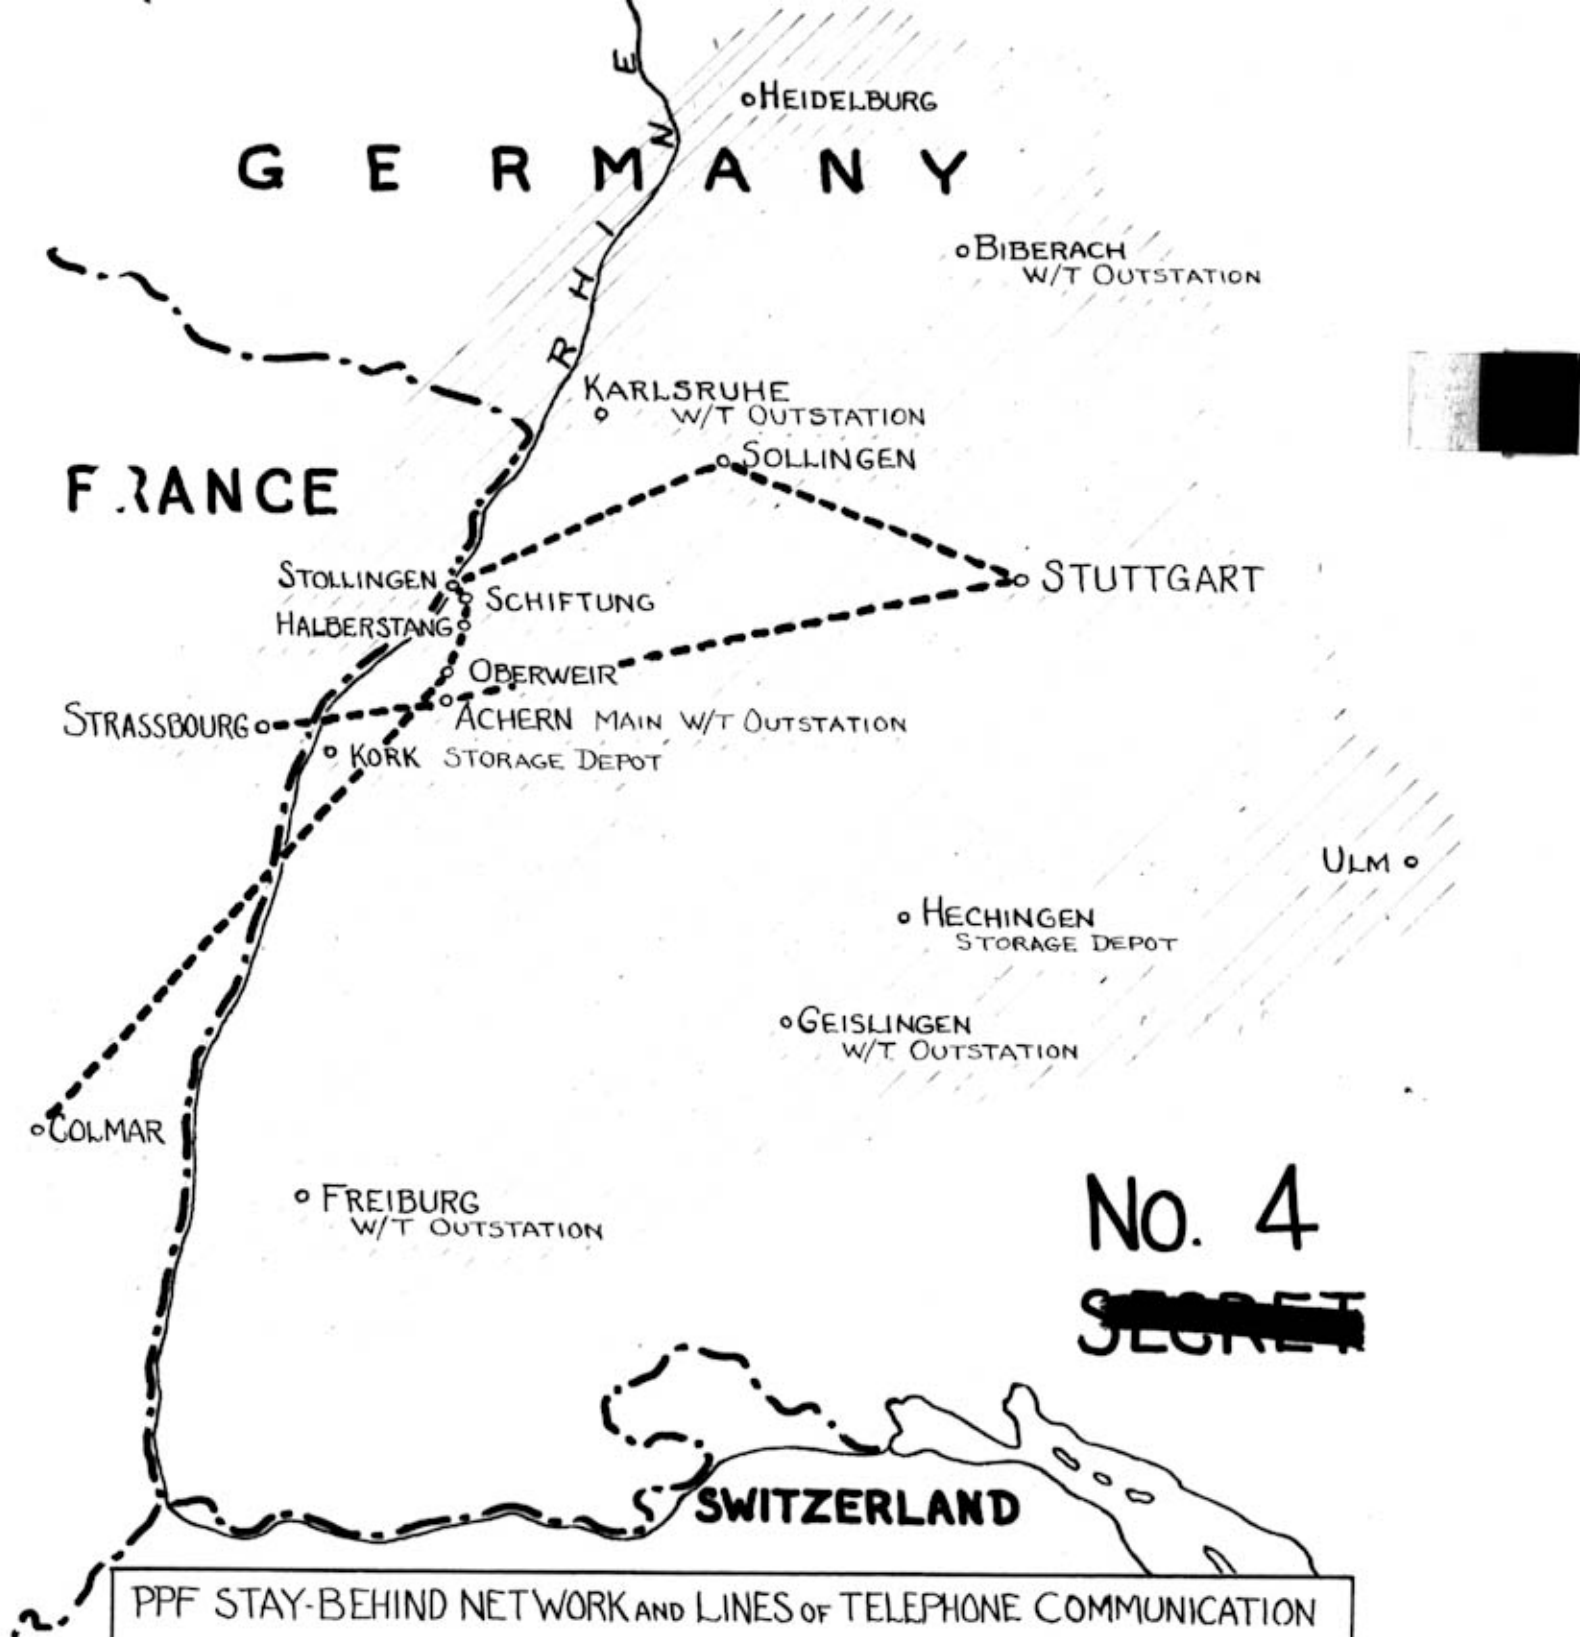 RHINE
HEIDELBURG
GERMANY
BIBERACH
W/T OUTSTATION
KARLSRUHE
W/T OUTSTATION
SOLLINGEN
FRANCE
STOLLINGEN
STUTTGART
SCHIFTUNG
HALBERSTANG
OBERWEIR
STRASSBOURG
ACHERN MAIN W/T OUTSTATION
KORK STORAGE DEPOT
ULM
HECHINGEN
STORAGE DEPOT
GEISLINGEN
W/T OUTSTATION
COLMAR
FREIBURG
W/T OUTSTATION
No. 4
SECRET
SWITZERLAND
PPF STAY-BEHIND NETWORK AND LINES OF TELEPHONE COMMUNICATION